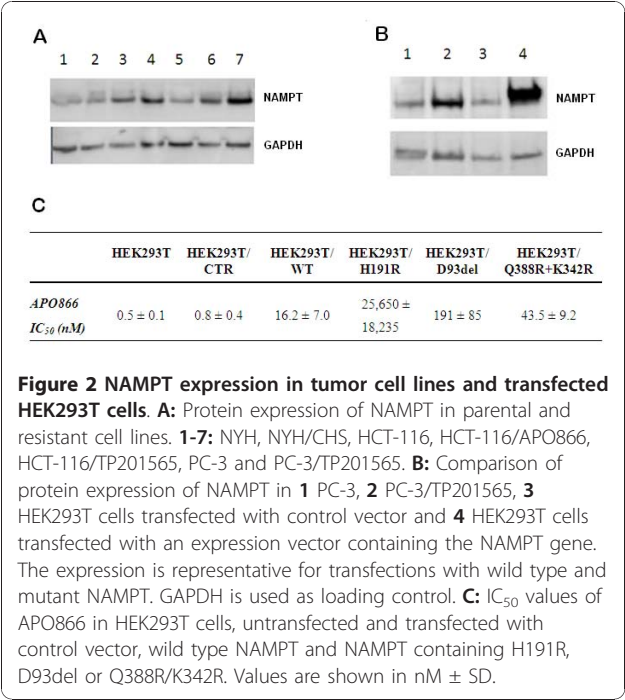 A
1 2 3 4 5 6 7
NAMPT
GAPDH
B
1 2 3 4
NAMPT
GAPDH
C
HEK293T HEK293T/ HEK293T/ HEK293T/ HEK293T/ HEK293T/
CTR WT H191R D93del Q388R+K342R
APO866 0.5 ± 0.1 0.8 ± 0.4 16.2 ± 7.0 25,650 ± 191 ± 85 43.5 ± 9.2
IC50 (nM) 18,235
Figure 2 NAMPT expression in tumor cell lines and transfected
HEK293T cells. A: Protein expression of NAMPT in parental and
resistant cell lines. 1-7: NYH, NYH/CHS, HCT-116, HCT-116/APO866,
HCT-116/TP201565, PC-3 and PC-3/TP201565. B: Comparison of
protein expression of NAMPT in 1 PC-3, 2 PC-3/TP201565, 3
HEK293T cells transfected with control vector and 4 HEK293T cells
transfected with an expression vector containing the NAMPT gene.
The expression is representative for transfections with wild type and
mutant NAMPT. GAPDH is used as loading control. C: IC50 values of
APO866 in HEK293T cells, untransfected and transfected with
control vector, wild type NAMPT and NAMPT containing H191R,
D93del or Q388R/K342R. Values are shown in nM ± SD.